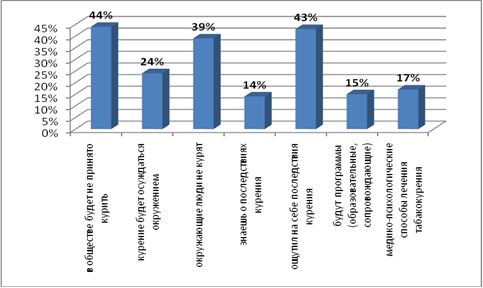 44%
24%
39%
14%
43%
15%
17%
45%
40%
35%
30%
25%
20%
15%
10%
5%
0%
в обществе будет не принято
курить
курение будет осуждаться
окружением
окружающие люди не курят
знаешь о последствиях
курения
ощутил на себе последствия
курения
будут программы
(образовательные,
сопровождающие)
медико-психологические
способы лечения
табакокурения